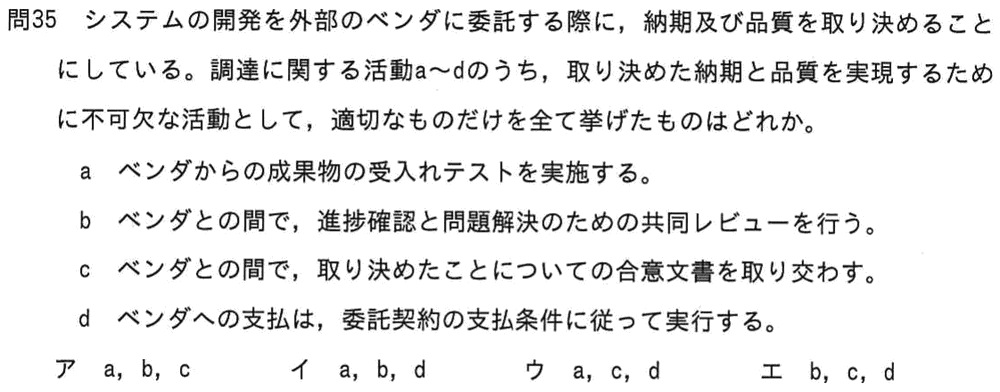 問35　システムの開発を外部のベンダに委託する際に，納期及び品質を取り決めること
にしている。調達に関する活動a～dのうち，取り決めた納期と品質を実現するため
に不可欠な活動として，適切なものだけを全て挙げたものはどれか。
a　ベンダからの成果物の受入れテストを実施する。
b　ベンダとの間で，進捗確認と問題解決のための共同レビューを行う。
c　ベンダとの間で，取り決めたことについての合意文書を取り交わす。
d　ベンダへの支払は，委託契約の支払条件に従って実行する。
ア　a，b，c　　イ　a，b，d　　ウ　a，c，d　　エ　b，c，d